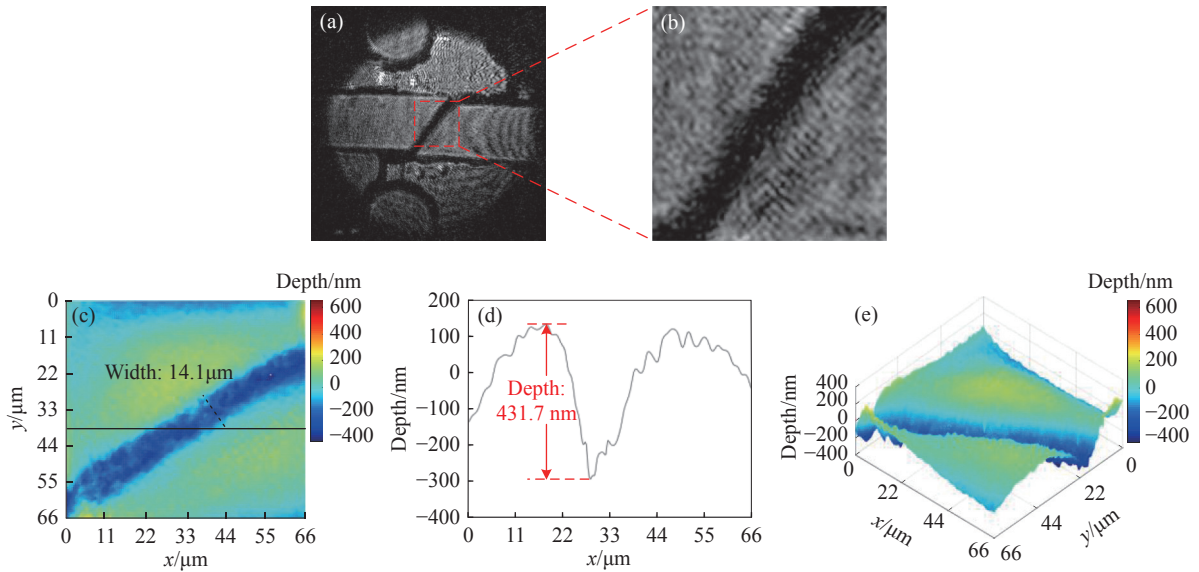 (a)
(b)
Depth/nm
(c)
Width: 14.1μm
0
11
22
33
44
55
66
y/μm
0 11 22 33 44 55 66
x/μm
600
400
200
0
−200
−400
(d)
200
100
0
−100
−200
−300
−400
Depth/nm
Depth:
431.7 nm
0 11 22 33 44 55 66
x/μm
(e)
Depth/nm
600
400
200
0
−200
−400
400
200
0
−200
−400
Depth/nm
0
22
44
66
x/μm
0
22
44
66
y/μm